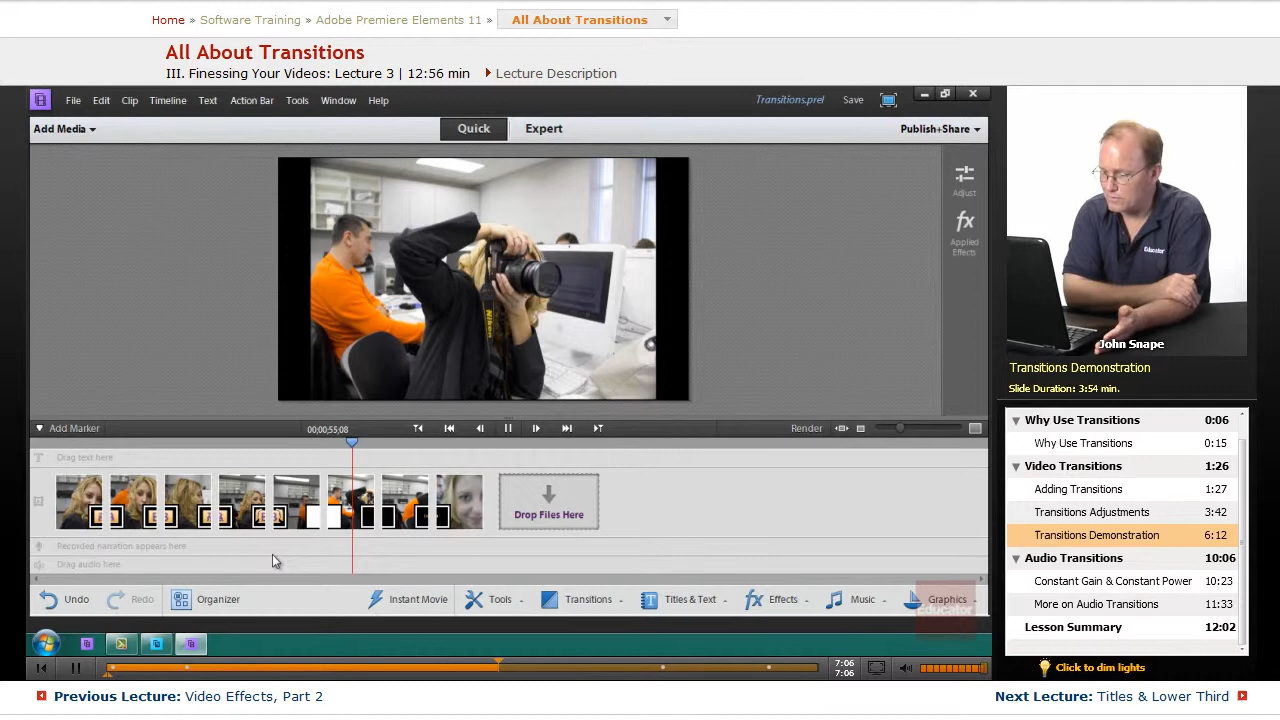 Home » Software Training » Adobe Premiere Elements 11 » All About Transitions
All About Transitions
III. Finessing Your Videos: Lecture 3 | 12:56 min Lecture Description
File Edit Clip Timeline Text Action Bar Tools Window Help Transitions.prel Save
Add Media Quick Expert Publish+Share
Adjust
Applied
Effects
Nikon
Add Marker 00;00;55;08 Render
Drag text here
Drop Files Here
Recorded narration appears here
Drag audio here
Undo Redo Organizer Instant Movie Tools Transitions Titles & Text Effects Music Graphics
Educator
7:06
7:06
Educator
John Snape
Transitions Demonstration
Slide Duration: 3:54 min.
Why Use Transitions 0:06
Why Use Transitions 0:15
Video Transitions 1:26
Adding Transitions 1:27
Transitions Adjustments 3:42
Transitions Demonstration 6:12
Audio Transitions 10:06
Constant Gain & Constant Power 10:23
More on Audio Transitions 11:33
Lesson Summary 12:02
Click to dim lights
Previous Lecture: Video Effects, Part 2
Next Lecture: Titles & Lower Third